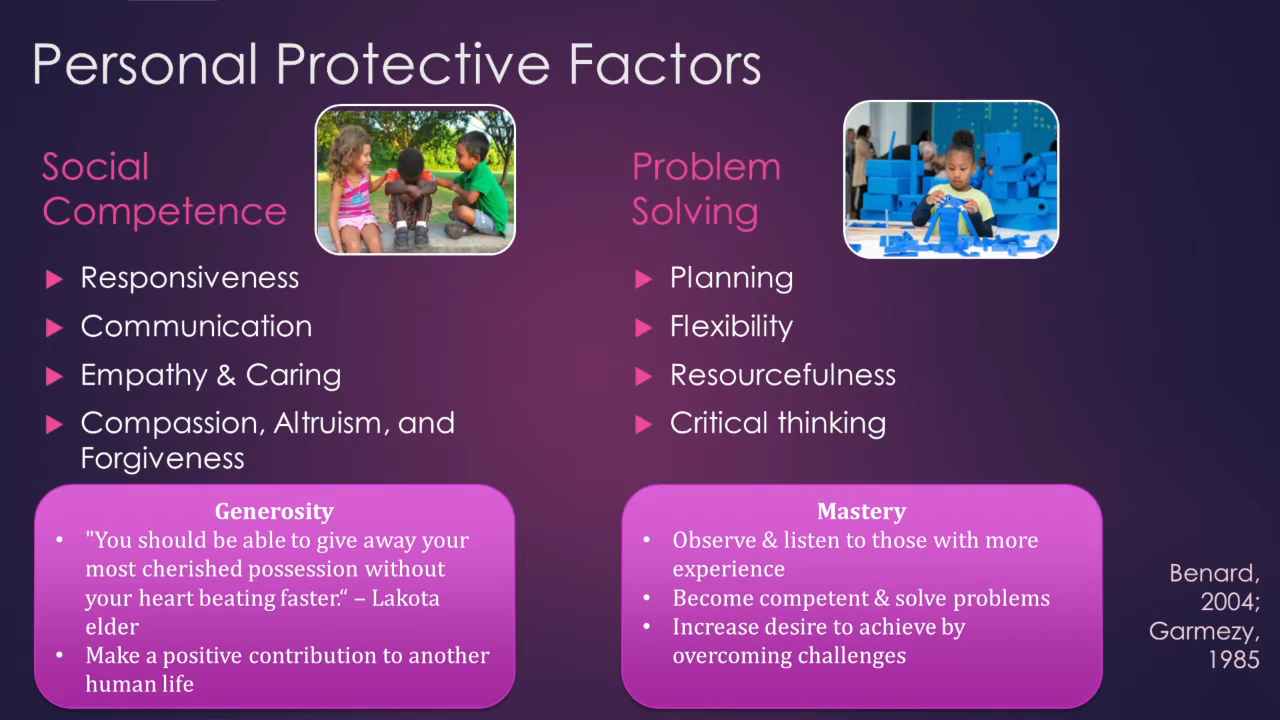 Personal Protective Factors
Social
Competence
Responsiveness
Communication
Empathy & Caring
Compassion, Altruism, and
Forgiveness
Generosity
• "You should be able to give away your
most cherished possession without
your heart beating faster.“ – Lakota
elder
• Make a positive contribution to another
human life
Problem
Solving
Planning
Flexibility
Resourcefulness
Critical thinking
Mastery
• Observe & listen to those with more
experience
• Become competent & solve problems
• Increase desire to achieve by
overcoming challenges
Benard,
2004;
Garmezy,
1985